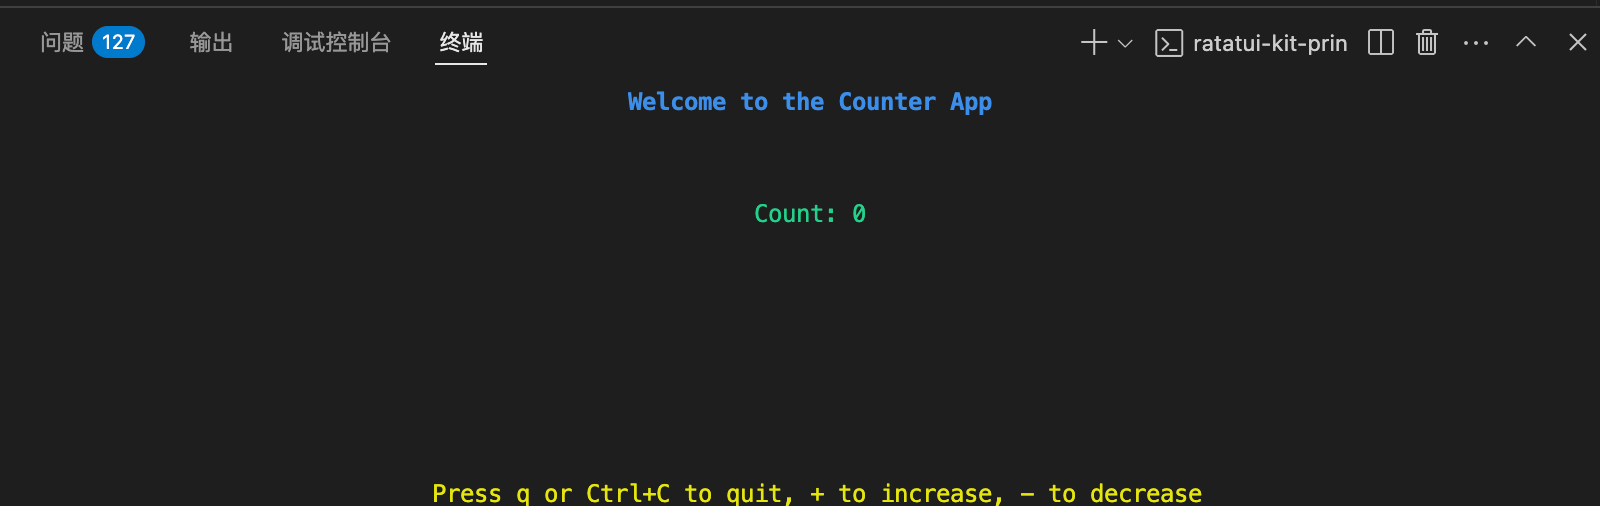 问题 127 输出 调试控制台 终端 ratatui-kit-prin
Welcome to the Counter App
Count: 0
Press q or Ctrl+C to quit, + to increase, - to decrease